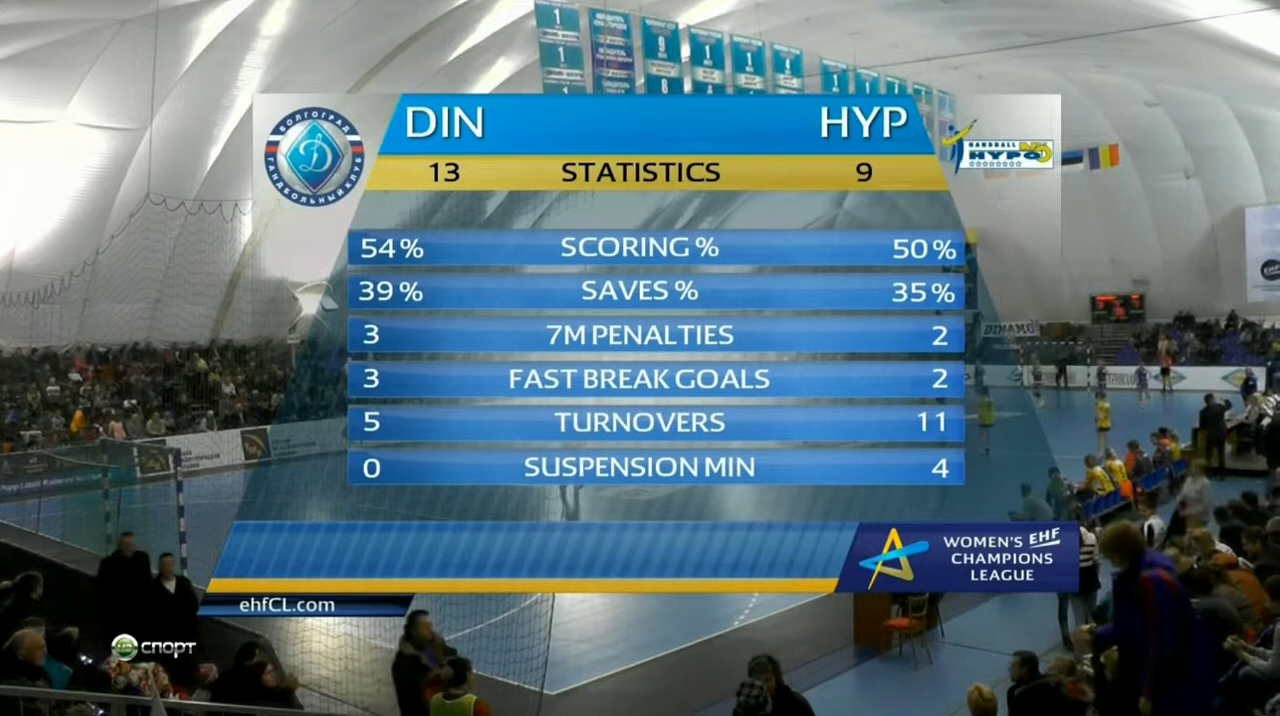 DIN HYP
13 STATISTICS 9
ВОЛГОГРАД
Д
ГАНДБОЛЬНЫЙ КЛУБ
HANDBALL
HYPO NÖ
54% SCORING % 50%
39% SAVES % 35%
3 7M PENALTIES 2
3 FAST BREAK GOALS 2
5 TURNOVERS 11
0 SUSPENSION MIN 4
DINAMO
WOMEN'S EHF
CHAMPIONS
LEAGUE
ehfCL.com
СПОРТ